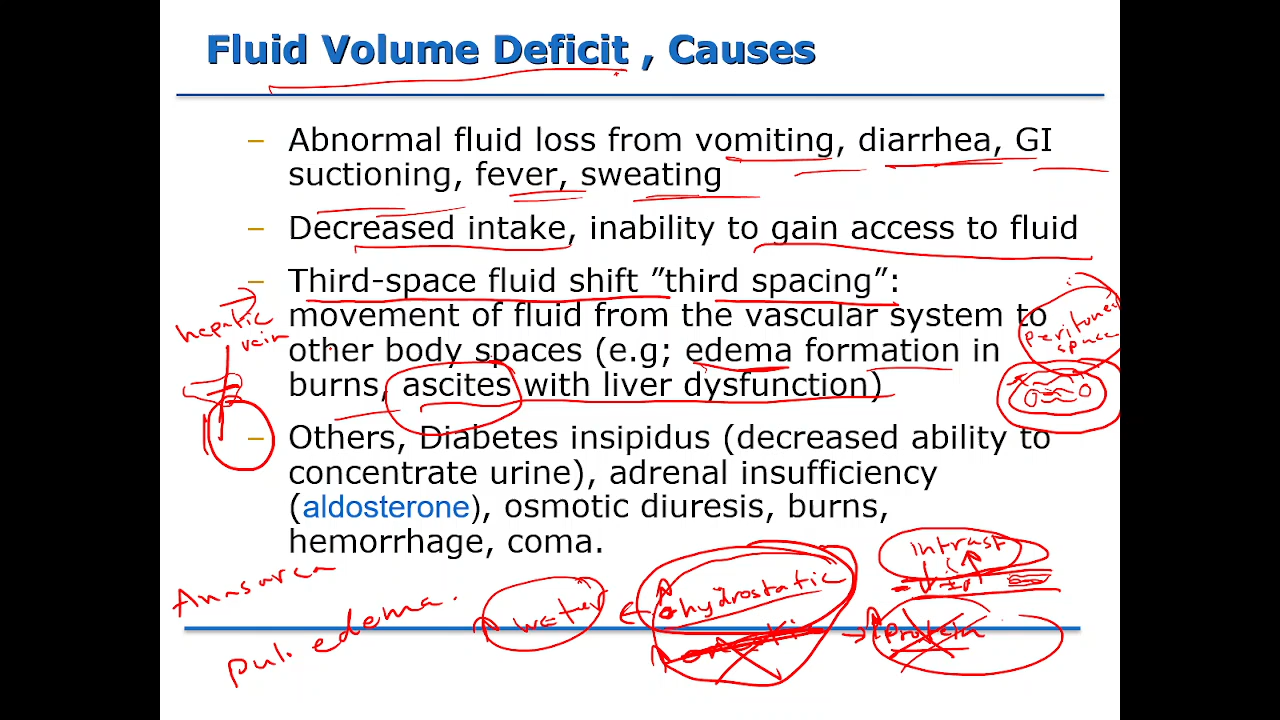 Fluid Volume Deficit , Causes
– Abnormal fluid loss from vomiting, diarrhea, GI
suctioning, fever, sweating
– Decreased intake, inability to gain access to fluid
– Third-space fluid shift ”third spacing”:
movement of fluid from the vascular system to
other body spaces (e.g; edema formation in
burns, ascites with liver dysfunction)
– Others, Diabetes insipidus (decreased ability to
concentrate urine), adrenal insufficiency
(aldosterone), osmotic diuresis, burns,
hemorrhage, coma.
hepatic
vein
space
Anasarca
pul. edema.
↑ water
↑ hydrostatic
↑ protein